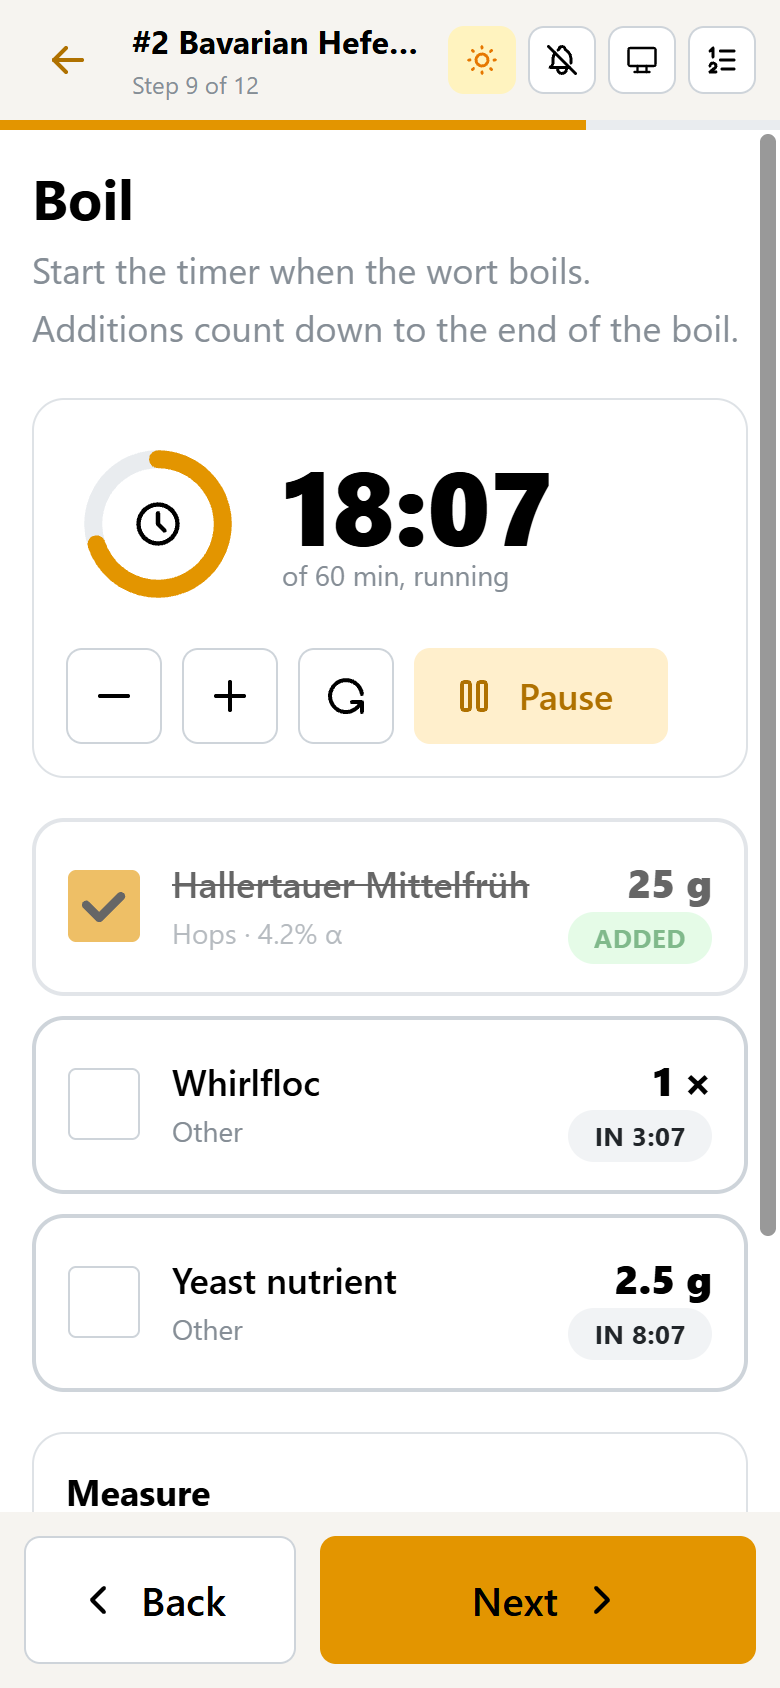 #2 Bavarian Hefe...
Step 9 of 12
1
2
Boil
Start the timer when the wort boils.
Additions count down to the end of the boil.
18:07
of 60 min, running
Pause
Hallertauer Mittelfrüh
25 g
Hops · 4.2% α
ADDED
Whirlfloc
1 ×
Other
IN 3:07
Yeast nutrient
2.5 g
Other
IN 8:07
Measure
Back
Next